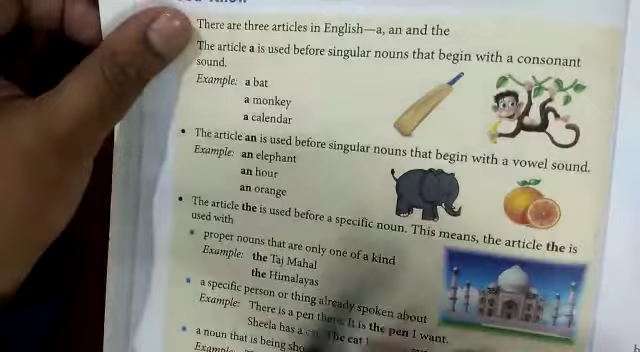 There are three articles in English—a, an and the
The article a is used before singular nouns that begin with a consonant
sound.
Example: a bat
a monkey
a calendar
• The article an is used before singular nouns that begin with a vowel sound.
Example: an elephant
an hour
an orange
• The article the is used before a specific noun. This means, the article the is
used with
proper nouns that are only one of a kind
Example: the Taj Mahal
the Himalayas
a specific person or thing already spoken about
Example: There is a pen there. It is the pen I want.
Sheela has a The cat
a noun that is being